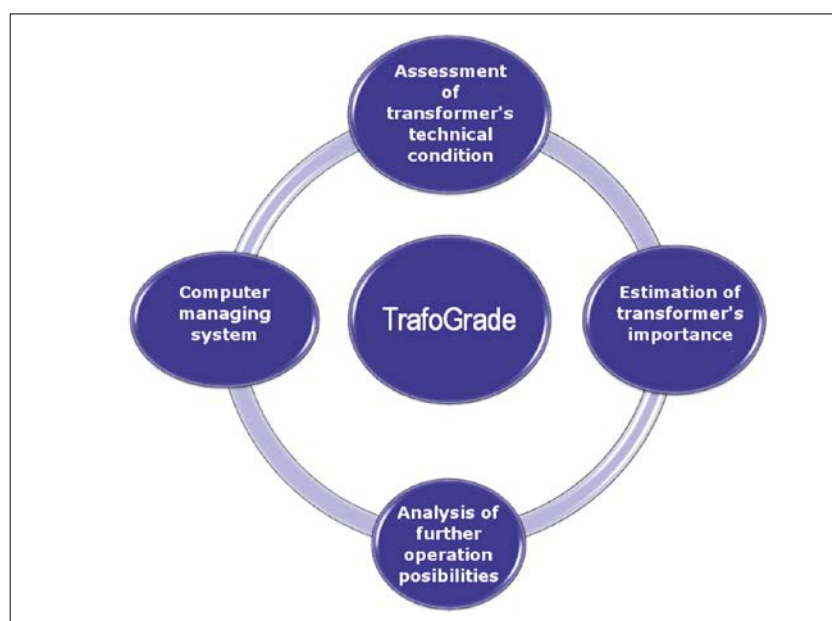 Assessment
of
transformer's
technical
condition
Computer
managing
system
TrafoGrade
Estimation of
transformer's
importance
Analysis of
further
operation
posibilities